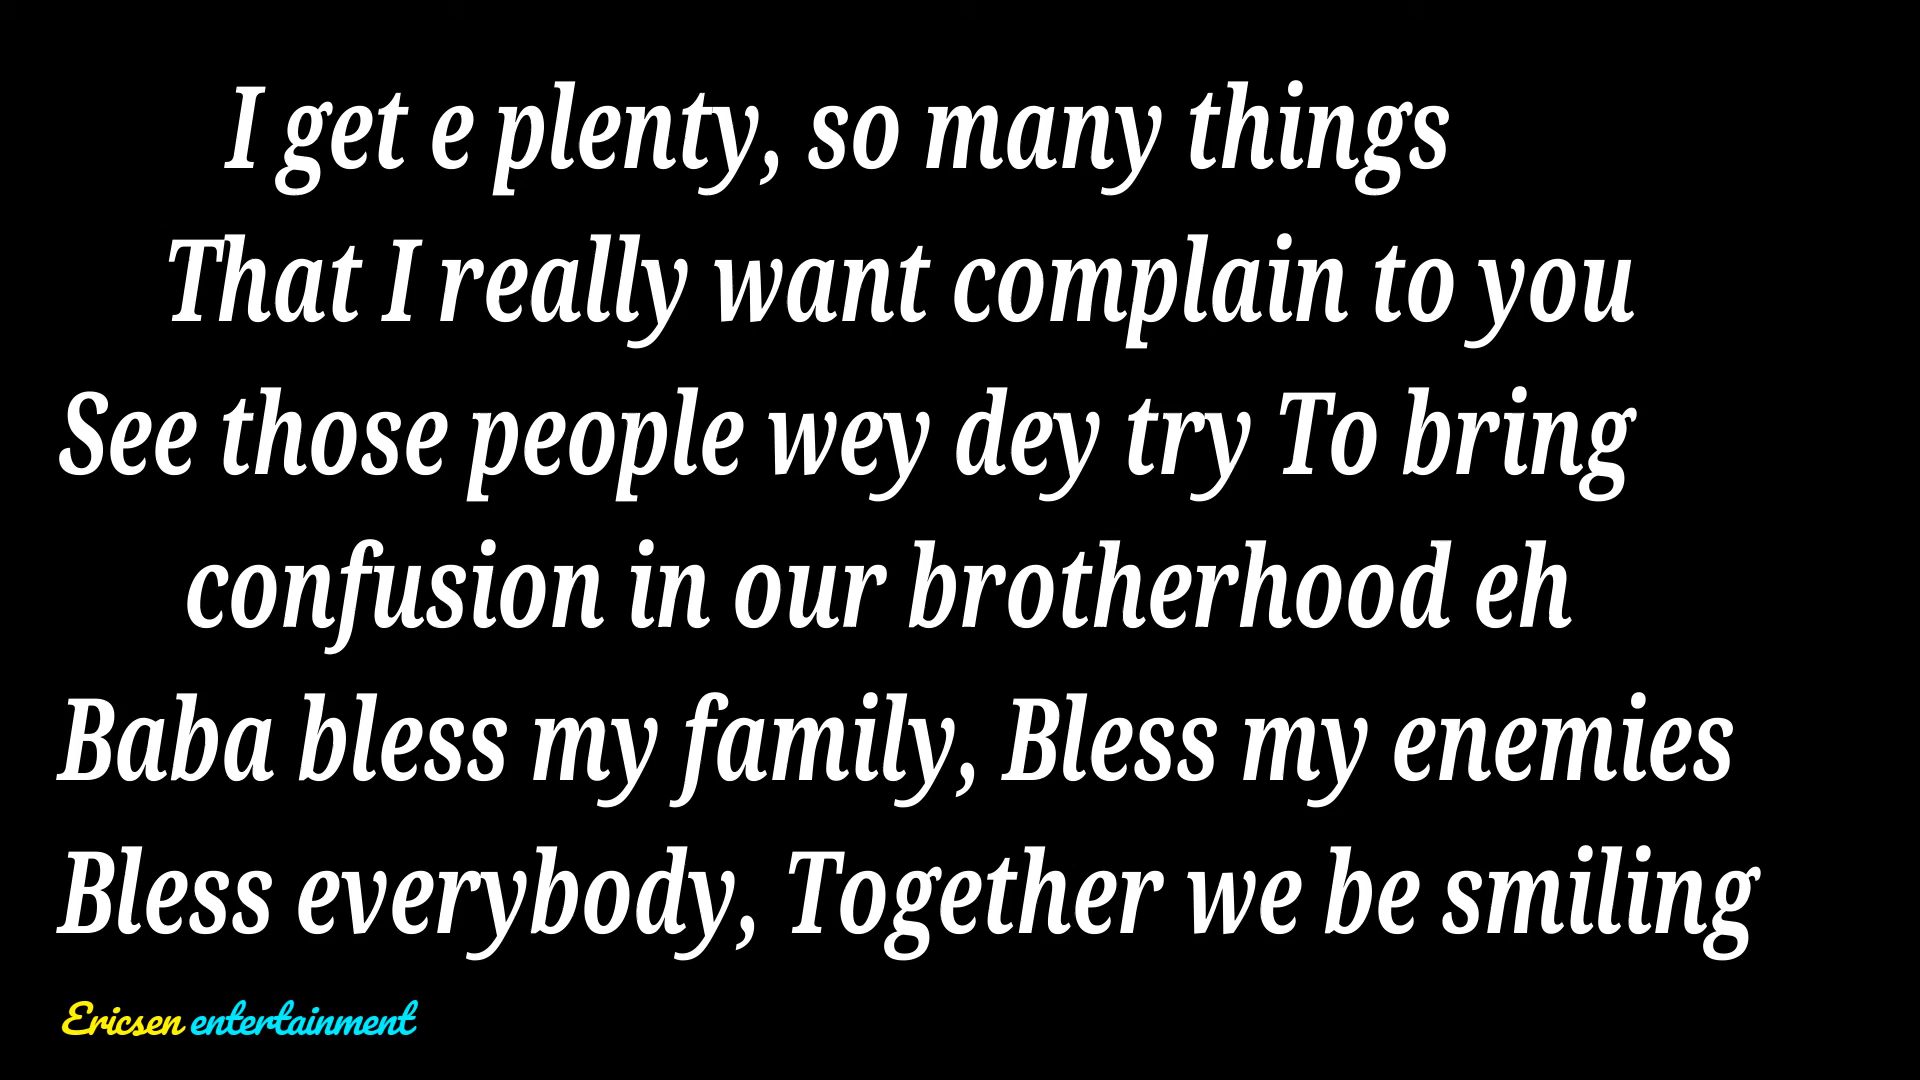 I get e plenty, so many things
That I really want complain to you
See those people wey dey try To bring
confusion in our brotherhood eh
Baba bless my family, Bless my enemies
Bless everybody, Together we be smiling
Ericsen entertainment